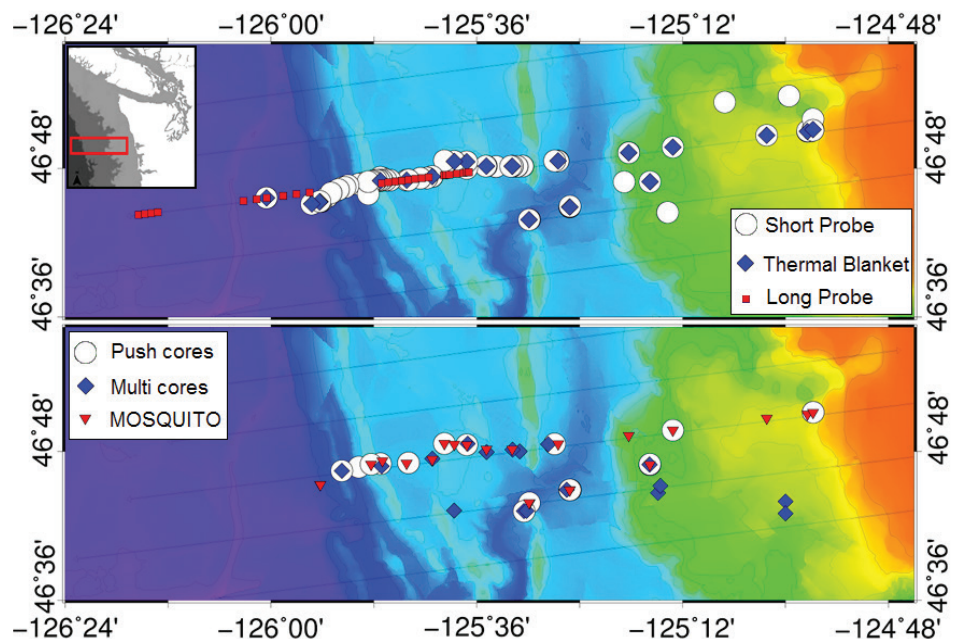 −126°24' −126°00' −125°36' −125°12' −124°48'
46°48' 46°48'
46°36' 46°36'
Short Probe
Thermal Blanket
Long Probe
Push cores
Multi cores
MOSQUITO
46°48' 46°48'
46°36' 46°36'
−126°24' −126°00' −125°36' −125°12' −124°48'